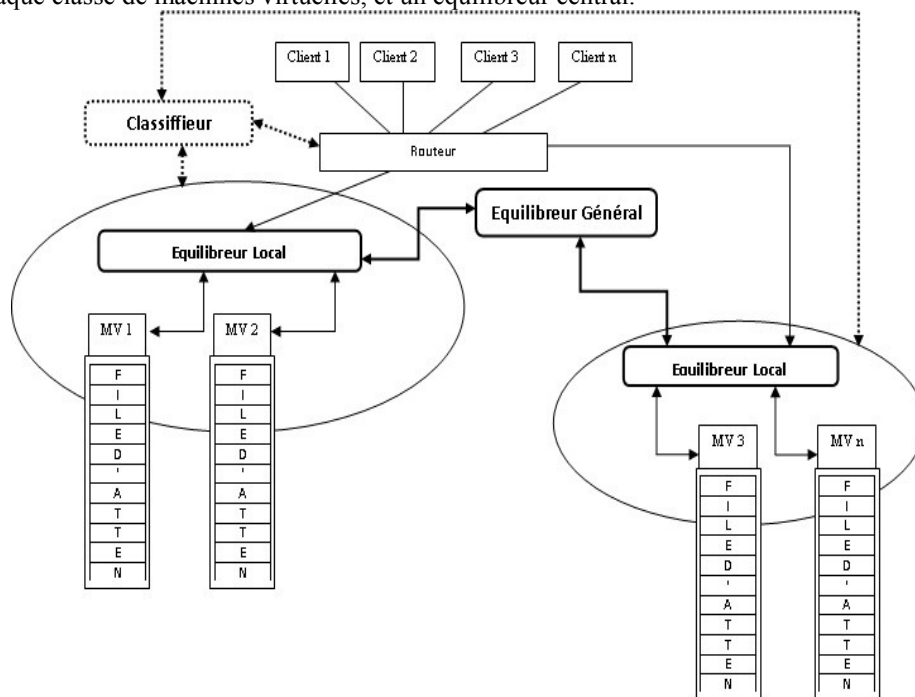 aque classe de machines virtuelles, et un équilibreur central.
Client 1
Client 2
Client 3
Client n
Classiffieur
Routeur
Equilibreur Général
Equilibreur Local
MV 1
MV 2
F
I
L
E
D
'
A
T
T
E
N
F
I
L
E
D
'
A
T
T
E
N
Equilibreur Local
MV 3
MV n
F
I
L
E
D
'
A
T
T
E
N
F
I
L
E
D
'
A
T
T
E
N